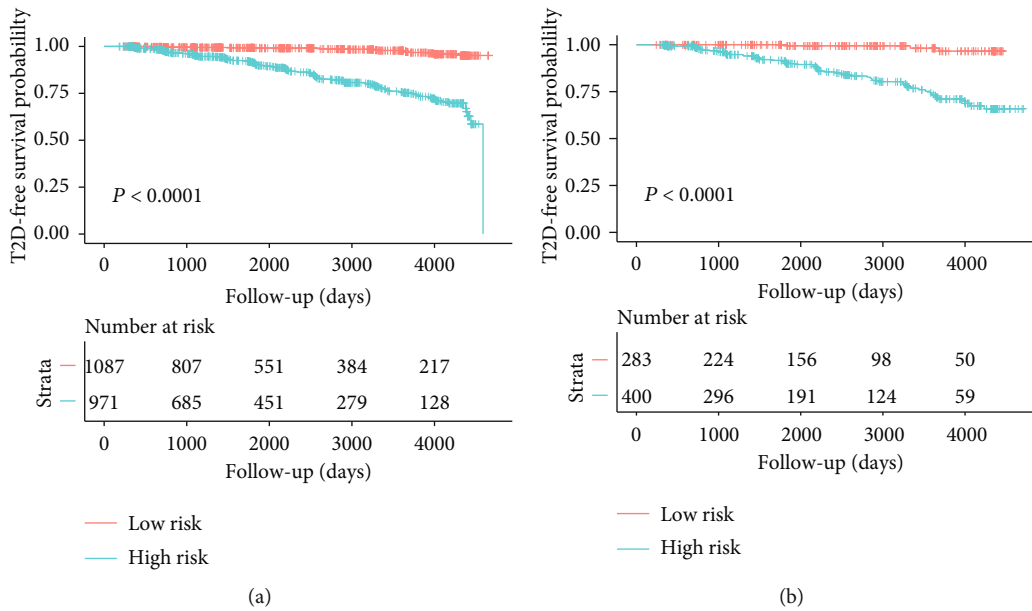 T2D-free survival probabililty
1.00
0.75
0.50
0.25
0.00
P < 0.0001
0 1000 2000 3000 4000
Follow-up (days)
Number at risk
Strata
1087 807 551 384 217
971 685 451 279 128
0 1000 2000 3000 4000
Follow-up (days)
Low risk
High risk
(a)
T2D-free survival probabililty
1.00
0.75
0.50
0.25
0.00
P < 0.0001
0 1000 2000 3000 4000
Follow-up (days)
Number at risk
Strata
283 224 156 98 50
400 296 191 124 59
0 1000 2000 3000 4000
Follow-up (days)
Low risk
High risk
(b)